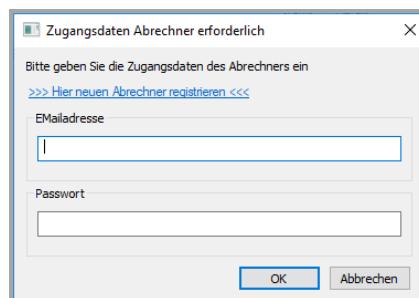 Zugangsdaten Abrechner erforderlich
Bitte geben Sie die Zugangsdaten des Abrechners ein
>>> Hier neuen Abrechner registrieren <<<
EMailadresse
Passwort
OK Abbrechen